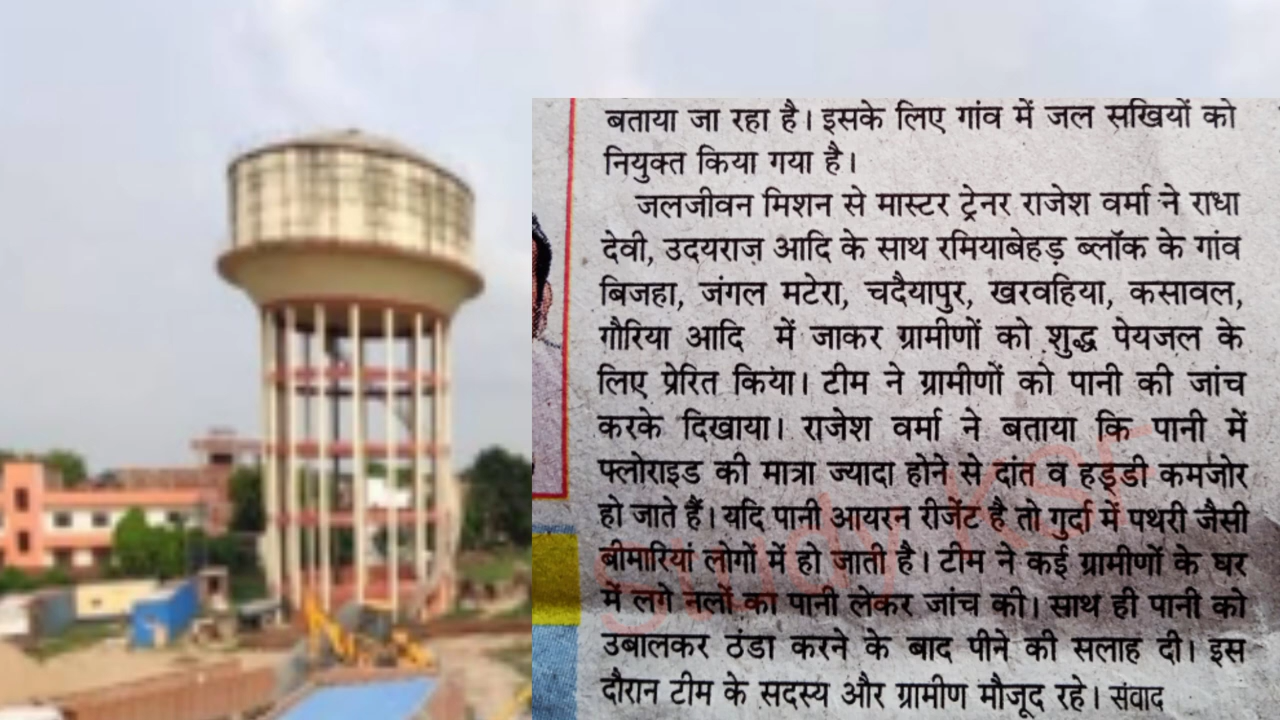 बताया जा रहा है। इसके लिए गांव में जल सखियों को
नियुक्त किया गया है।
जलजीवन मिशन से मास्टर ट्रेनर राजेश वर्मा ने राधा
देवी, उदयराज आदि के साथ रमियाबेहड़ ब्लॉक के गांव
बिजहा, जंगल मटेरा, चदैयापुर, खरवहिया, कसावल,
गौरिया आदि में जाकर ग्रामीणों को शुद्ध पेयजल के
लिए प्रेरित किया। टीम ने ग्रामीणों को पानी की जांच
करके दिखाया। राजेश वर्मा ने बताया कि पानी में
फ्लोराइड की मात्रा ज्यादा होने से दांत व हड्डी कमजोर
हो जाते हैं। यदि पानी आयरन रीजेंट है तो गुर्दा में पथरी जैसी
बीमारियां लोगों में हो जाती है। टीम ने कई ग्रामीणों के घर
में लगे नलों का पानी लेकर जांच की। साथ ही पानी को
उबालकर ठंडा करने के बाद पीने की सलाह दी। इस
दौरान टीम के सदस्य और ग्रामीण मौजूद रहे। संवाद